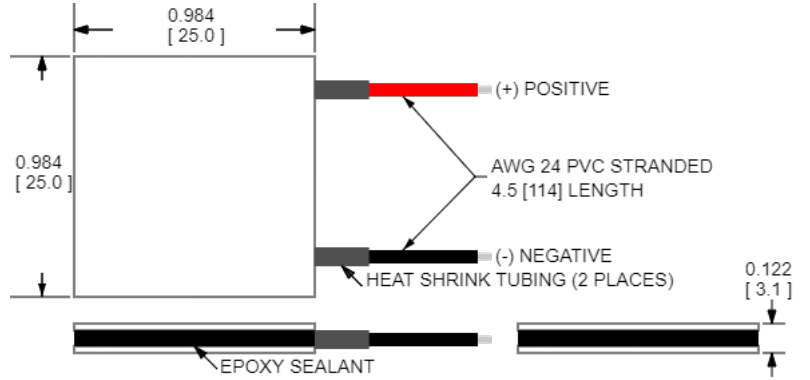 0.984
[ 25.0 ]
(+) POSITIVE
0.984
[ 25.0 ]
AWG 24 PVC STRANDED
4.5 [114] LENGTH
(-) NEGATIVE
HEAT SHRINK TUBING (2 PLACES)
0.122
[ 3.1 ]
EPOXY SEALANT